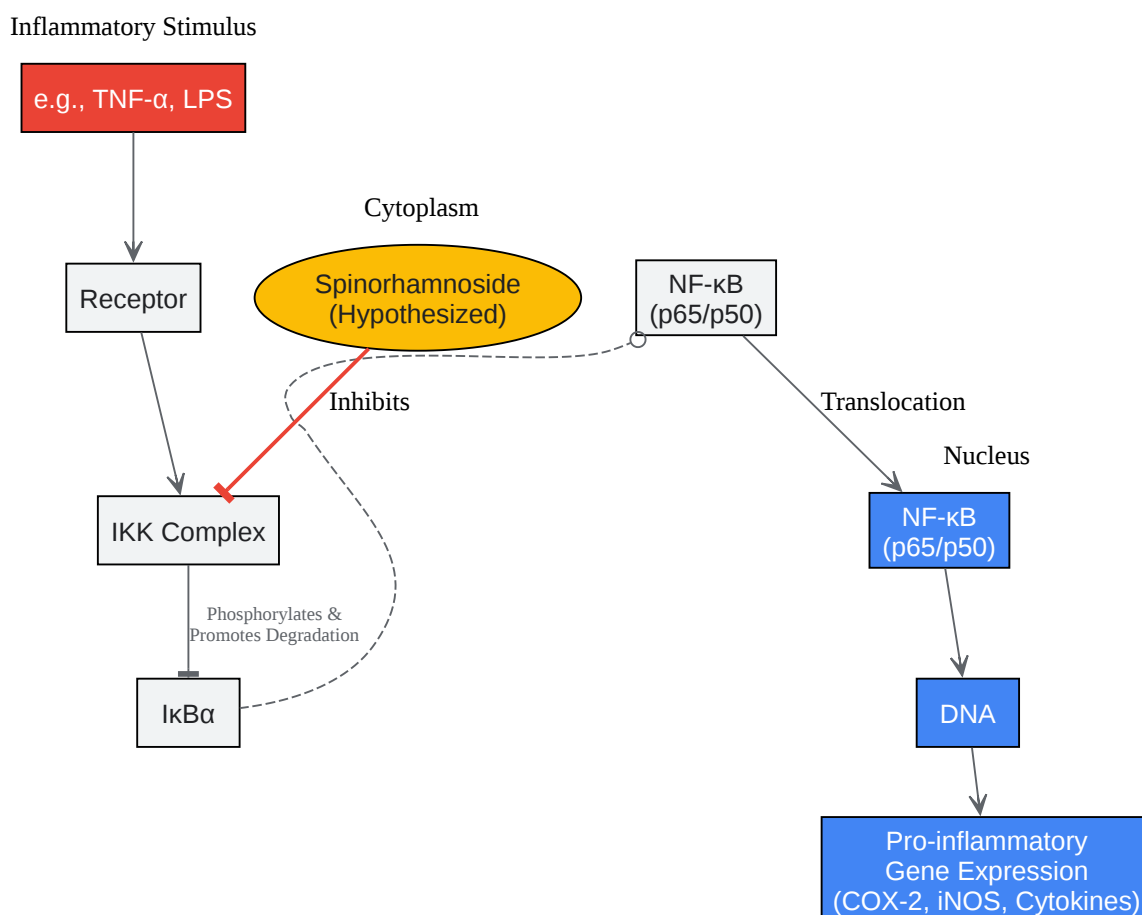 Inflammatory Stimulus
e.g., TNF-α, LPS
Cytoplasm
Receptor
Spinorhamnoside
(Hypothesized)
NF-κB
(p65/p50)
Inhibits
Translocation
Nucleus
IKK Complex
NF-κB
(p65/p50)
Phosphorylates &
Promotes Degradation
IκBα
DNA
Pro-inflammatory
Gene Expression
(COX-2, iNOS, Cytokines)